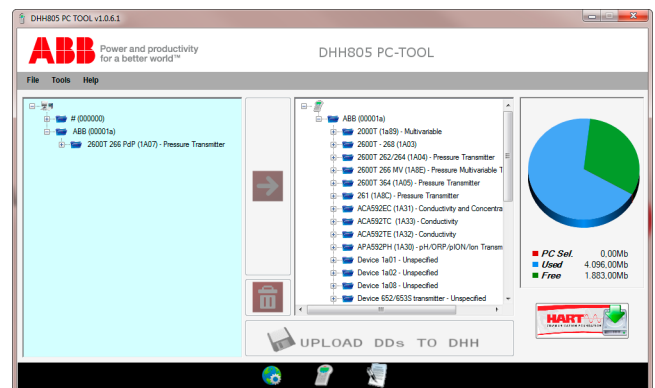 DHH805 PC TOOL v1.0.6.1
ABB
Power and productivity
for a better world™
DHH805 PC-TOOL
File Tools Help
# (000000)
ABB (00001a)
2600T 266 PdP (1A07) - Pressure Transmitter
ABB (00001a)
2000T (1a89) - Multivariable
2600T - 268 (1A03)
2600T 262/264 (1A04) - Pressure Transmitter
2600T 266 MV (1A8E) - Pressure Multivariable T
2600T 364 (1A05) - Pressure Transmitter
261 (1A8C) - Pressure Transmitter
ACA592EC (1A31) - Conductivity and Concentra
ACA592TC (1A33) - Conductivity
ACA592TE (1A32) - Conductivity
APA592PH (1A30) - pH/ORP/pION/Ion Transm
Device 1a01 - Unspecified
Device 1a02 - Unspecified
Device 1a08 - Unspecified
Device 652/653S transmitter - Unspecified
PC Sel. 0,00Mb
Used 4.096,00Mb
Free 1.883,00Mb
HART
UPLOAD DDs TO DHH